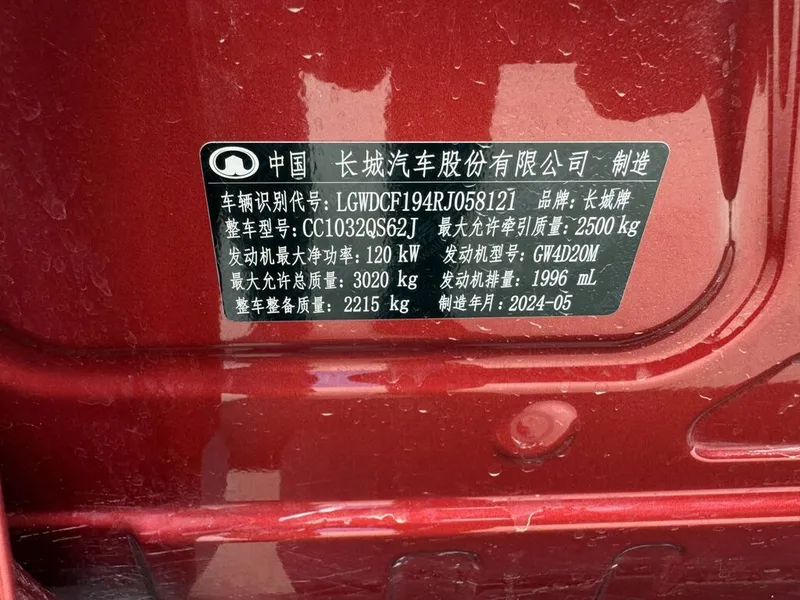 中国 长城汽车股份有限公司 制造
车辆识别代号: LGWDCF194RJ058121 品牌: 长城牌
整车型号: CC1032QS62J 最大允许牵引质量: 2500 kg
发动机最大净功率: 120 kW 发动机型号: GW4D20M
最大允许总质量: 3020 kg 发动机排量: 1996 mL
整车整备质量: 2215 kg 制造年月: 2024-05